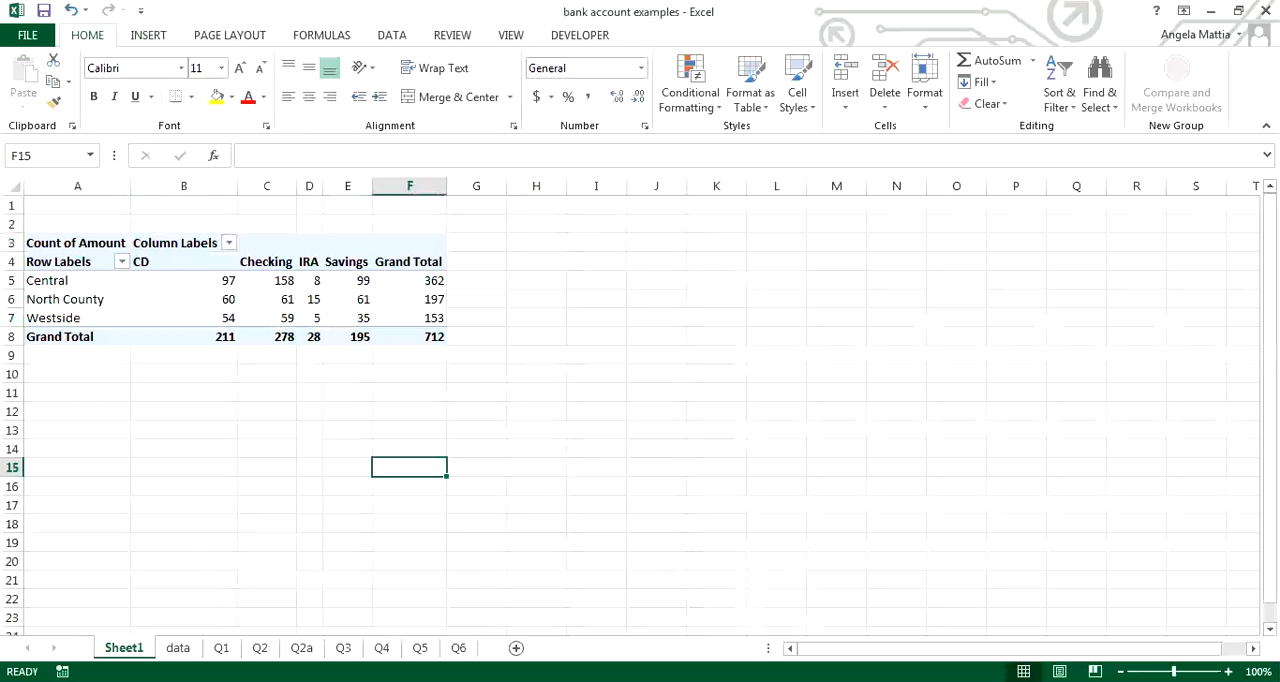 bank account examples - Excel
?
Angela Mattia
FILE HOME INSERT PAGE LAYOUT FORMULAS DATA REVIEW VIEW DEVELOPER
Paste
Clipboard
Calibri 11
B I U A
Font
Wrap Text
Merge & Center
Alignment
General
$ % ,
Number
Conditional Formatting
Format as Table
Cell Styles
Styles
Insert Delete Format
Cells
AutoSum
Fill
Clear
Sort & Filter
Find & Select
Editing
Compare and
Merge Workbooks
New Group
F15 fx
A B C D E F G H I J K L M N O P Q R S T
1
2
3 Count of Amount Column Labels
4 Row Labels CD Checking IRA Savings Grand Total
5 Central 97 158 8 99 362
6 North County 60 61 15 61 197
7 Westside 54 59 5 35 153
8 Grand Total 211 278 28 195 712
9
10
11
12
13
14
15
16
17
18
19
20
21
22
23
Sheet1 data Q1 Q2 Q2a Q3 Q4 Q5 Q6
READY 100%